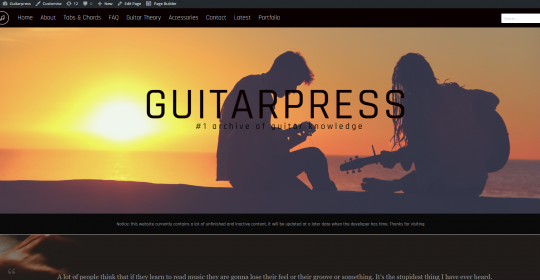 Guitarpress Customize 12 0 New Edit Page Page Builder
Home About Tabs & Chords FAQ Guitar Theory Accessories Contact Latest Portfolio
GUITARPRESS
#1 archive of guitar knowledge
Notice: this website currently contains a lot of unfinished and inactive content, it will be updated at a later date when the developer has time. Thanks for visiting.
A lot of people think that if they learn to read music they are gonna lose their feel or their groove or something. It's the stupidest thing I have ever heard.